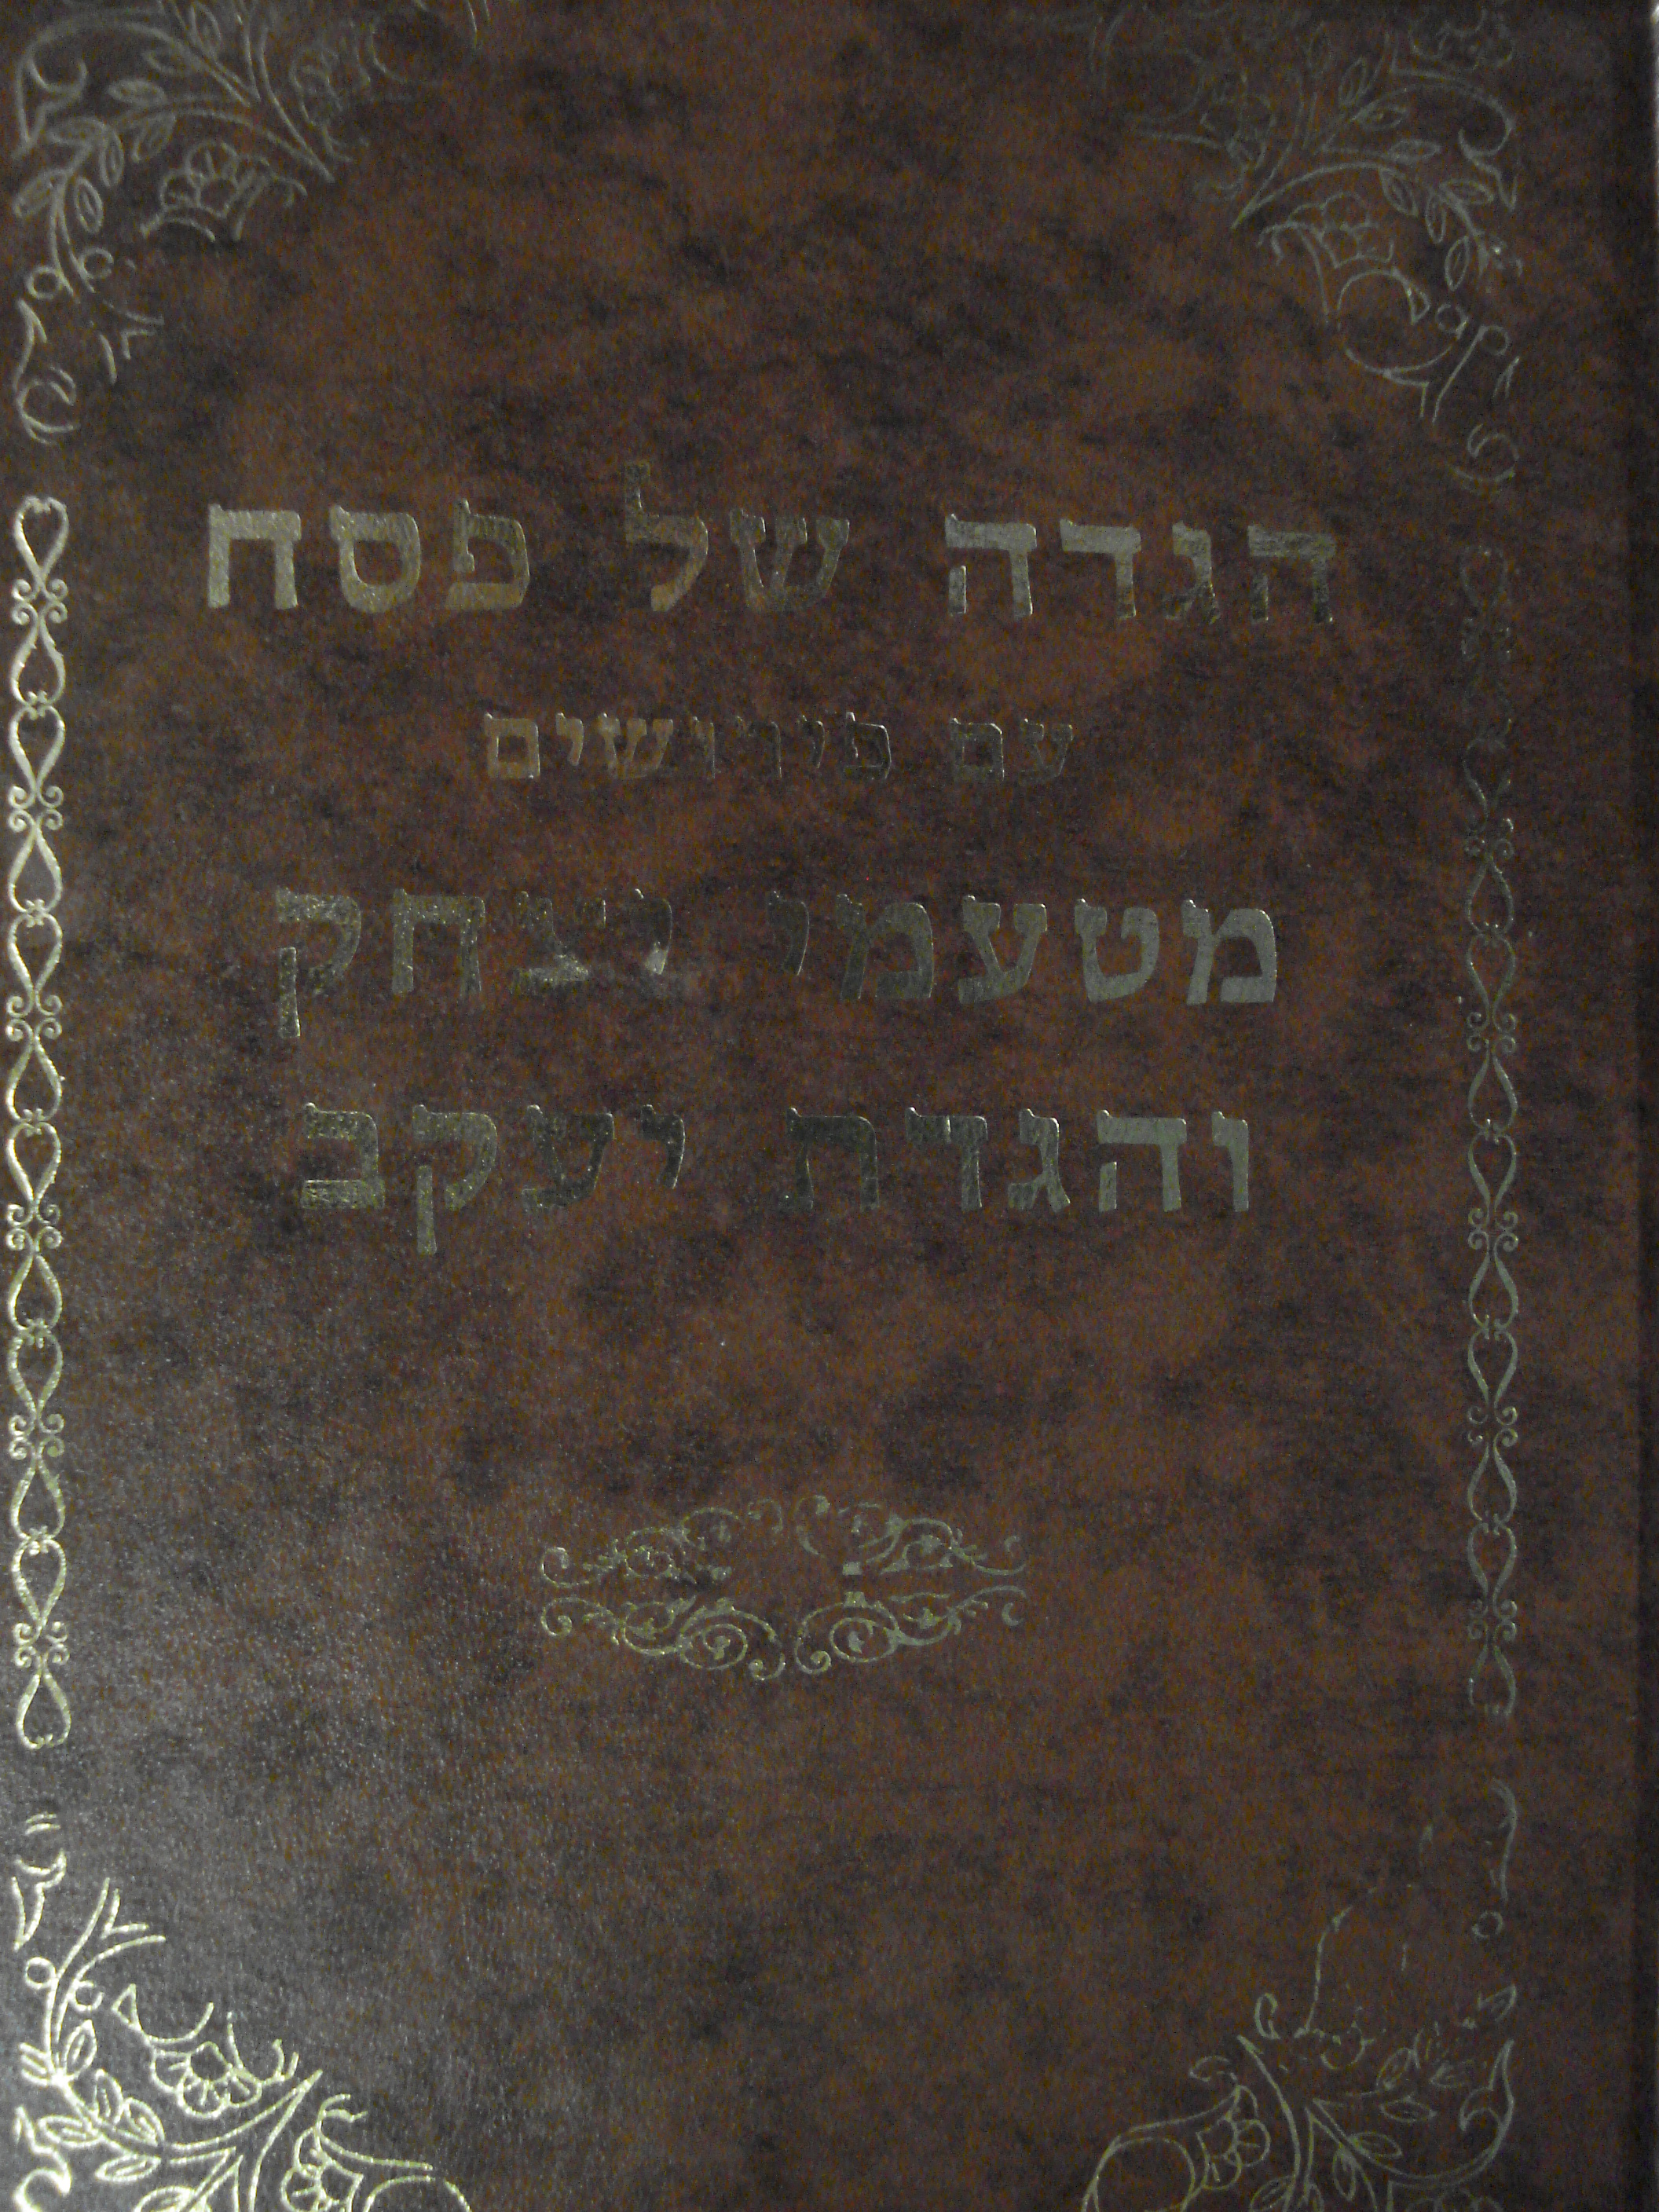 הגדה של פסח
עם פירושים
מטעמי יצחק
והגדת יעקב